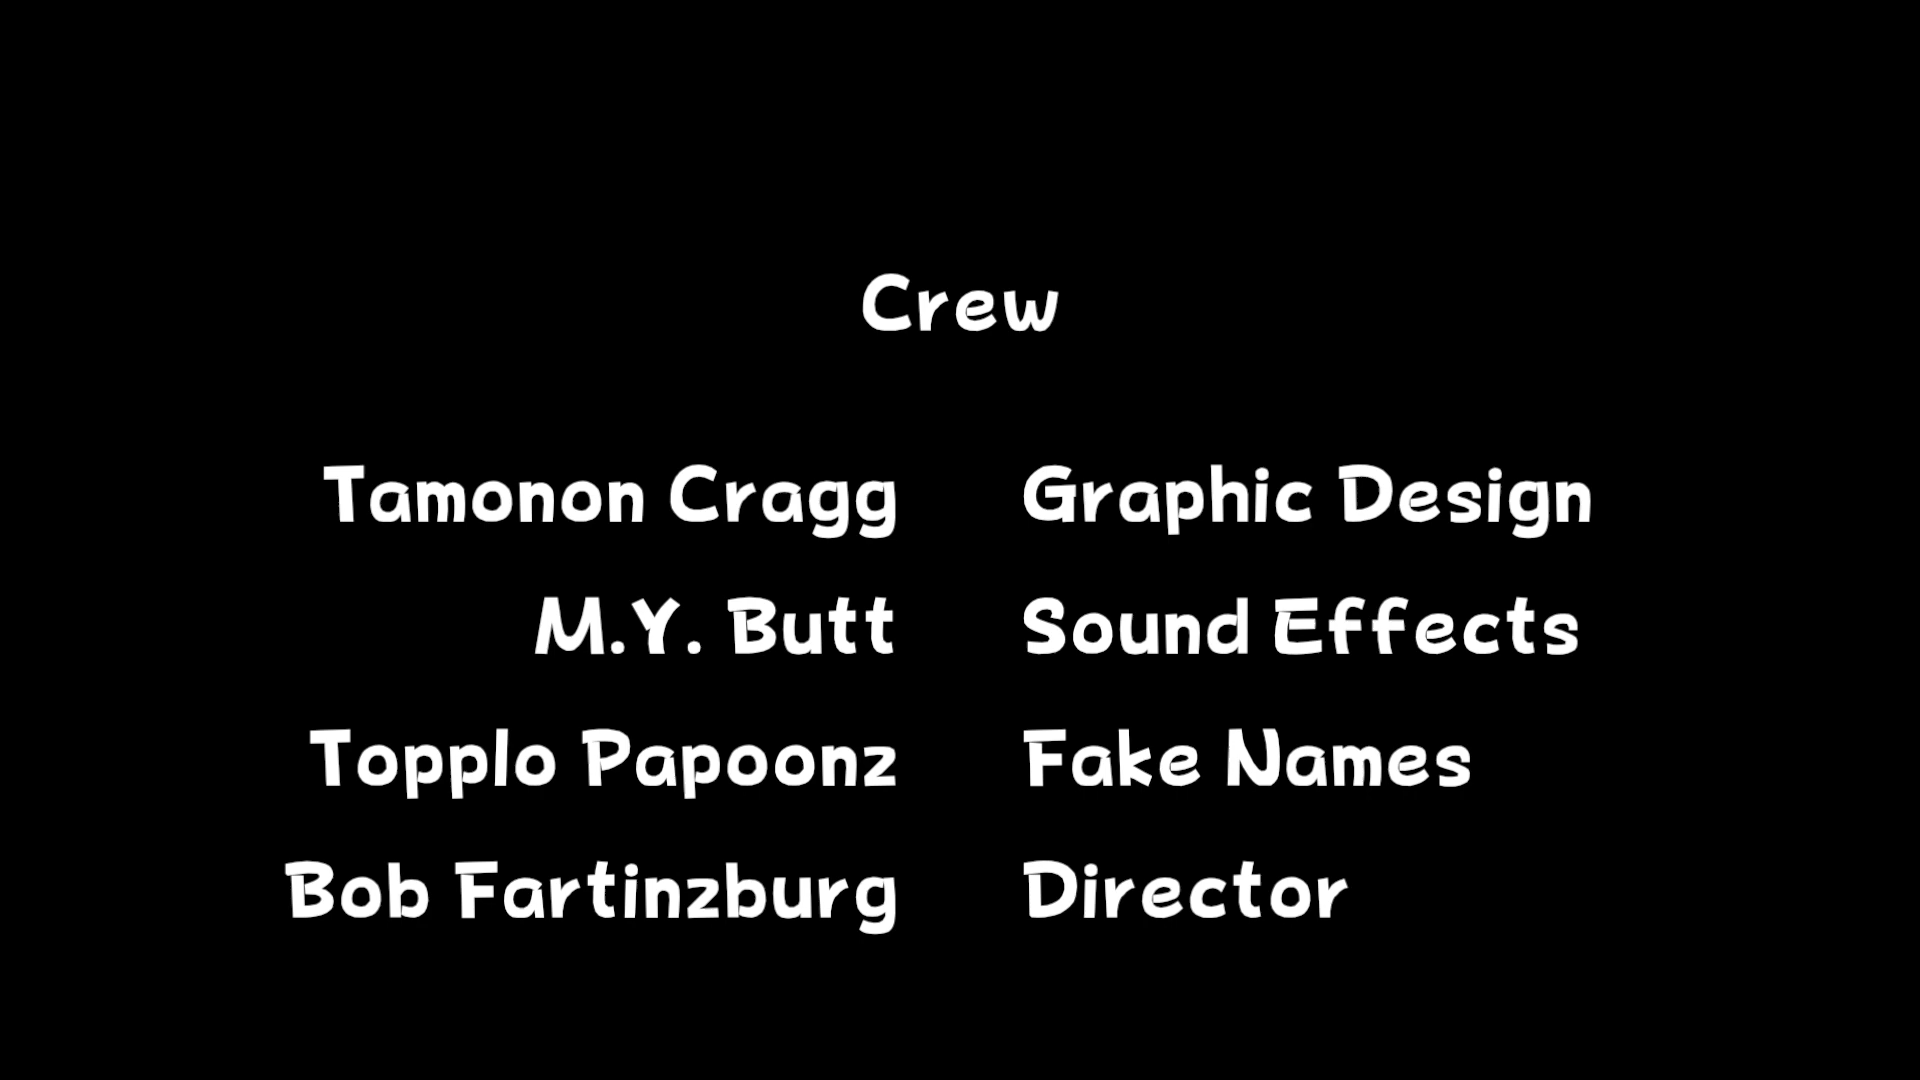 Crew
Tamonon Cragg Graphic Design
M.Y. Butt Sound Effects
Topplo Papoonz Fake Names
Bob Fartinzburg Director